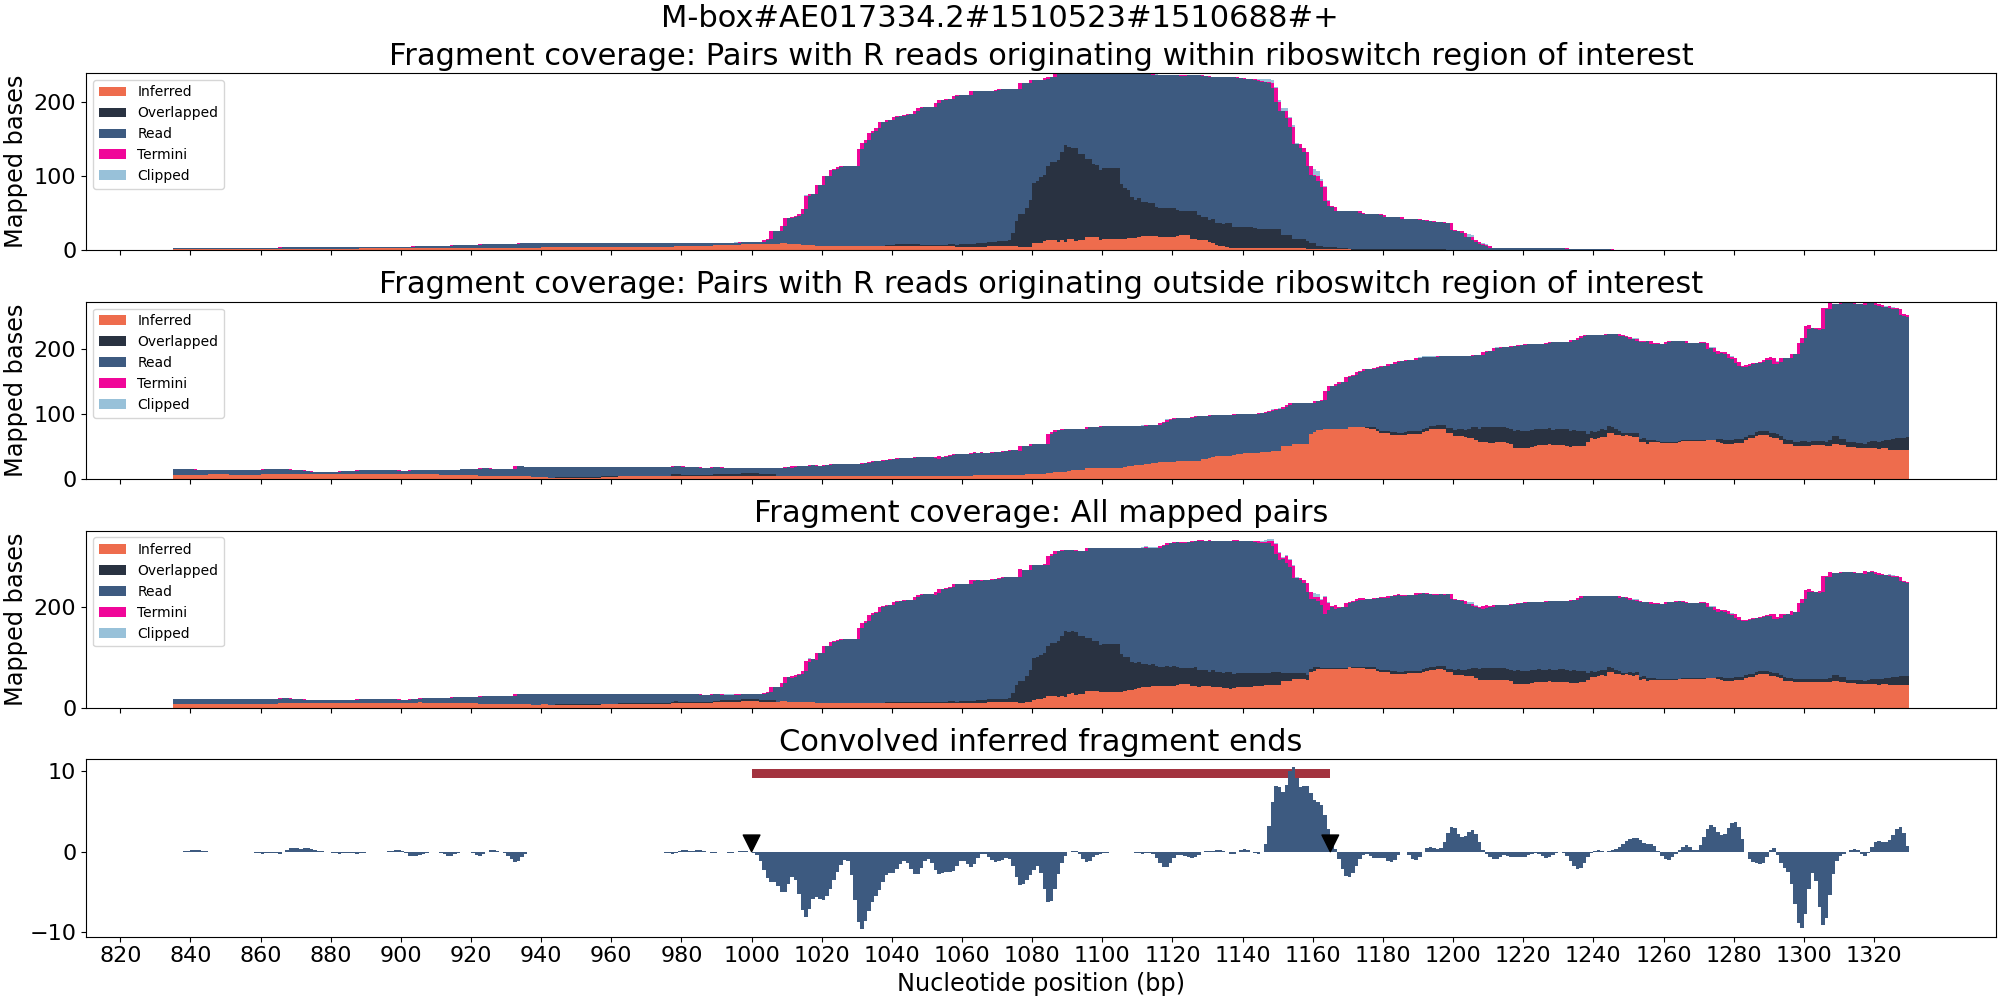 M-box#AE017334.2#1510523#1510688#+
Fragment coverage: Pairs with R reads originating within riboswitch region of interest
Mapped bases
200
100
0
Inferred
Overlapped
Read
Termini
Clipped
Fragment coverage: Pairs with R reads originating outside riboswitch region of interest
Mapped bases
200
100
0
Inferred
Overlapped
Read
Termini
Clipped
Fragment coverage: All mapped pairs
Mapped bases
200
0
Inferred
Overlapped
Read
Termini
Clipped
Convolved inferred fragment ends
10
0
−10
820 840 860 880 900 920 940 960 980 1000 1020 1040 1060 1080 1100 1120 1140 1160 1180 1200 1220 1240 1260 1280 1300 1320
Nucleotide position (bp)